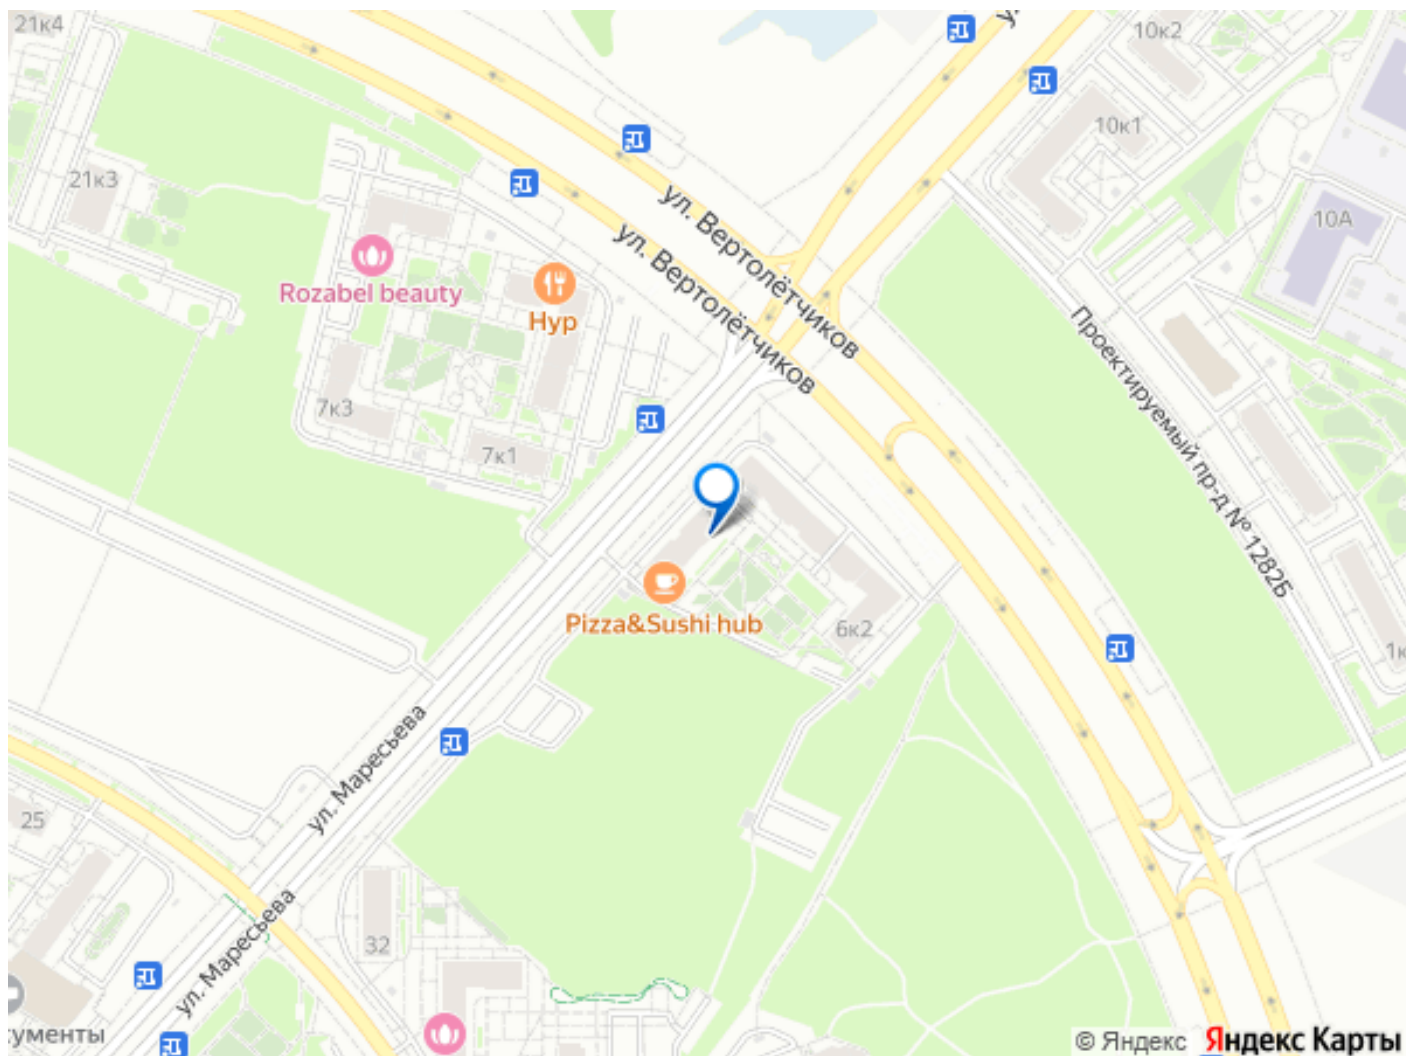 21к4
10к2
10к1
21к3
10А
ул. Вертолётчиков
ул. Вертолётчиков
Rozabel beauty
Нур
Проектируемый пр-д № 1282Б
7к3
7к1
Pizza&Sushi hub
6к2
1к
ул. Маресьева
25
ул. Маресьева
32
сументы
© Яндекс Яндекс Карты